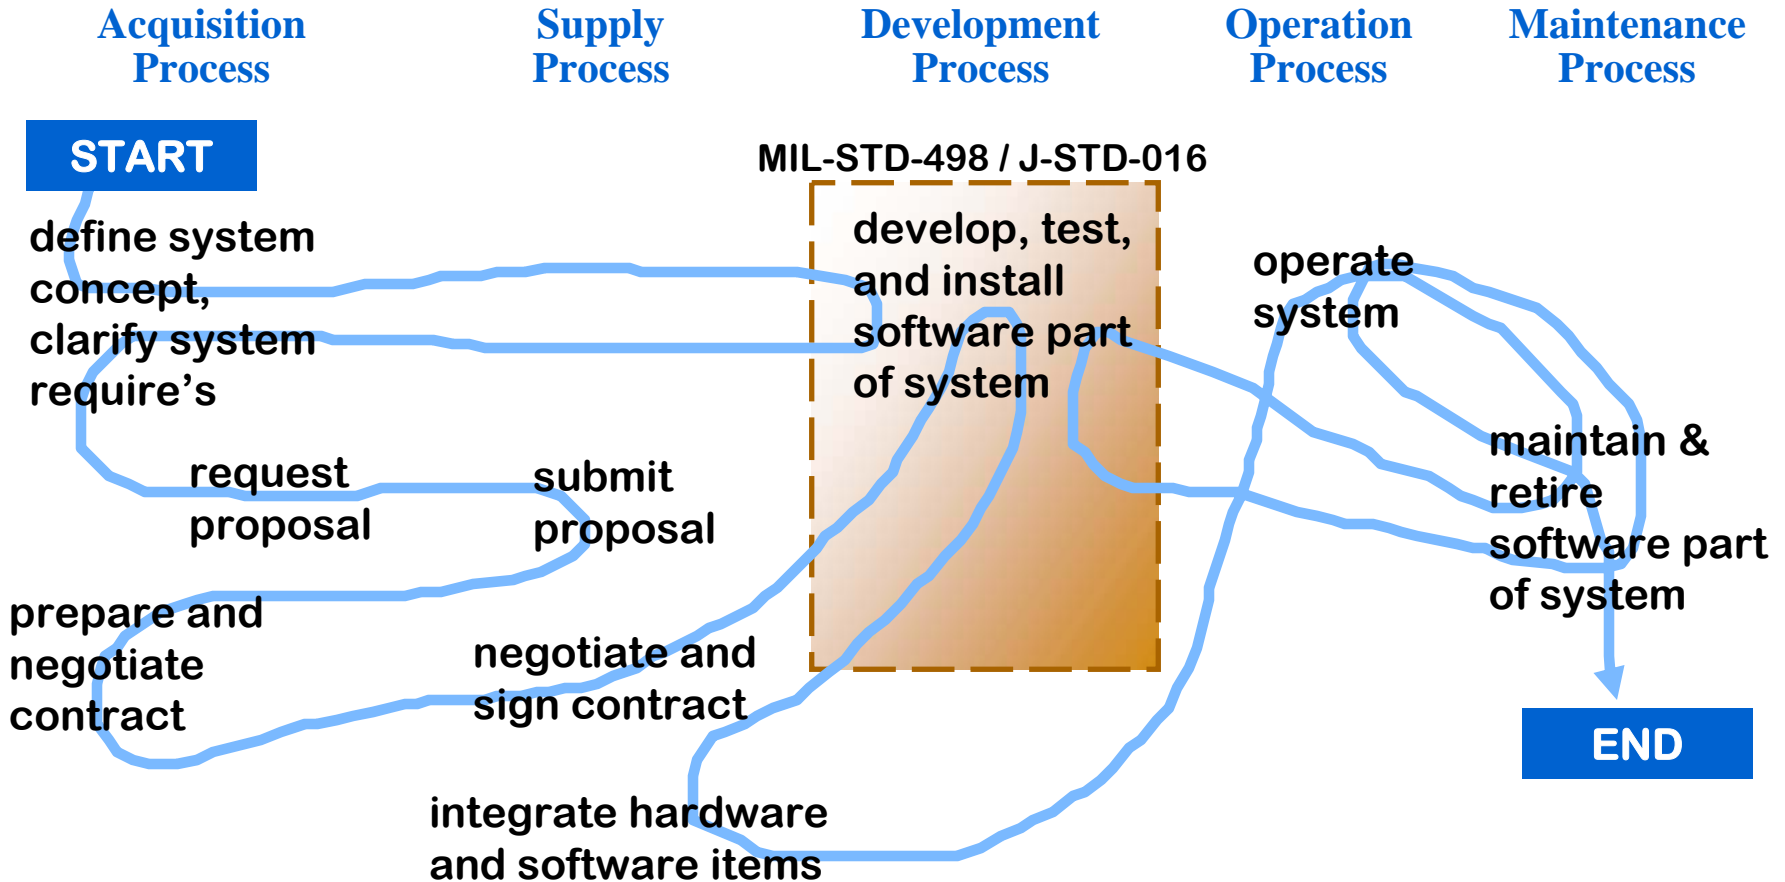 Acquisition
Process
Supply
Process
Development
Process
Operation
Process
Maintenance
Process
START
MIL-STD-498 / J-STD-016
define system
concept,
clarify system
require’s
develop, test,
and install
software part
of system
operate
system
request
proposal
submit
proposal
maintain &
retire
software part
of system
prepare and
negotiate
contract
negotiate and
sign contract
END
integrate hardware
and software items